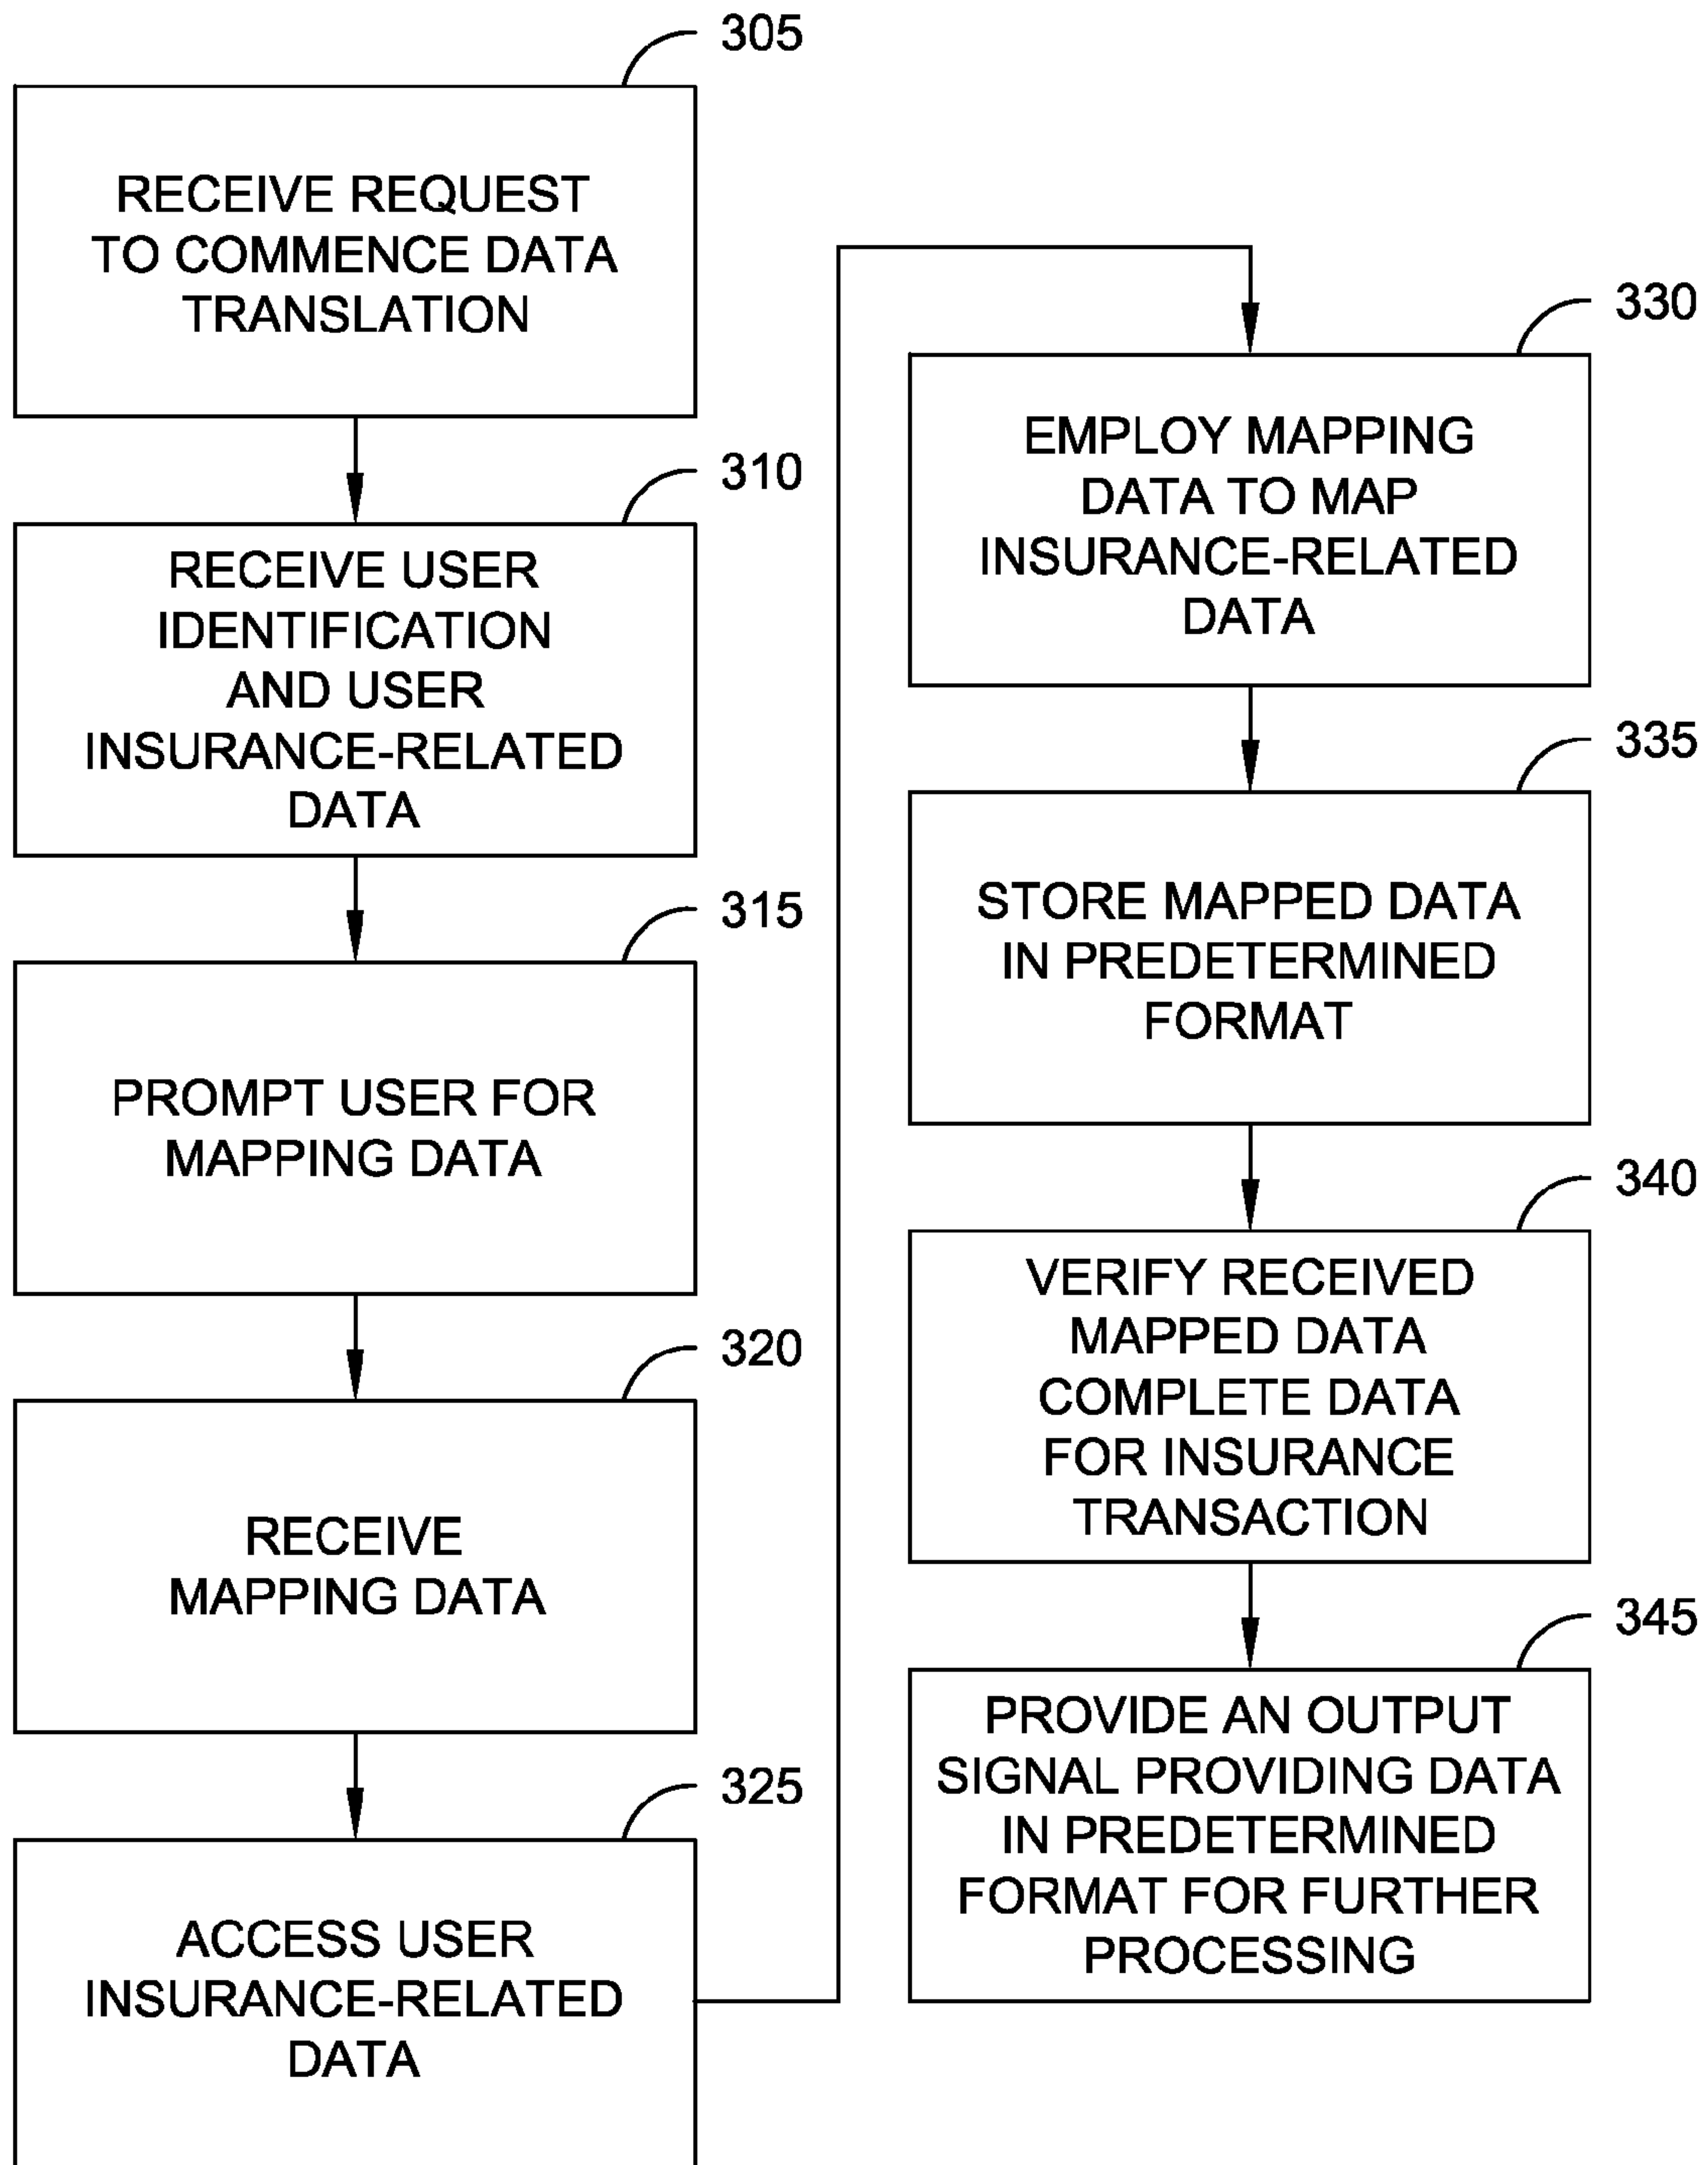 305
RECEIVE REQUEST
TO COMMENCE DATA
TRANSLATION
310
RECEIVE USER
IDENTIFICATION
AND USER
INSURANCE-RELATED
DATA
315
PROMPT USER FOR
MAPPING DATA
320
RECEIVE
MAPPING DATA
325
ACCESS USER
INSURANCE-RELATED
DATA
330
EMPLOY MAPPING
DATA TO MAP
INSURANCE-RELATED
DATA
335
STORE MAPPED DATA
IN PREDETERMINED
FORMAT
340
VERIFY RECEIVED
MAPPED DATA
COMPLETE DATA
FOR INSURANCE
TRANSACTION
345
PROVIDE AN OUTPUT
SIGNAL PROVIDING DATA
IN PREDETERMINED
FORMAT FOR FURTHER
PROCESSING